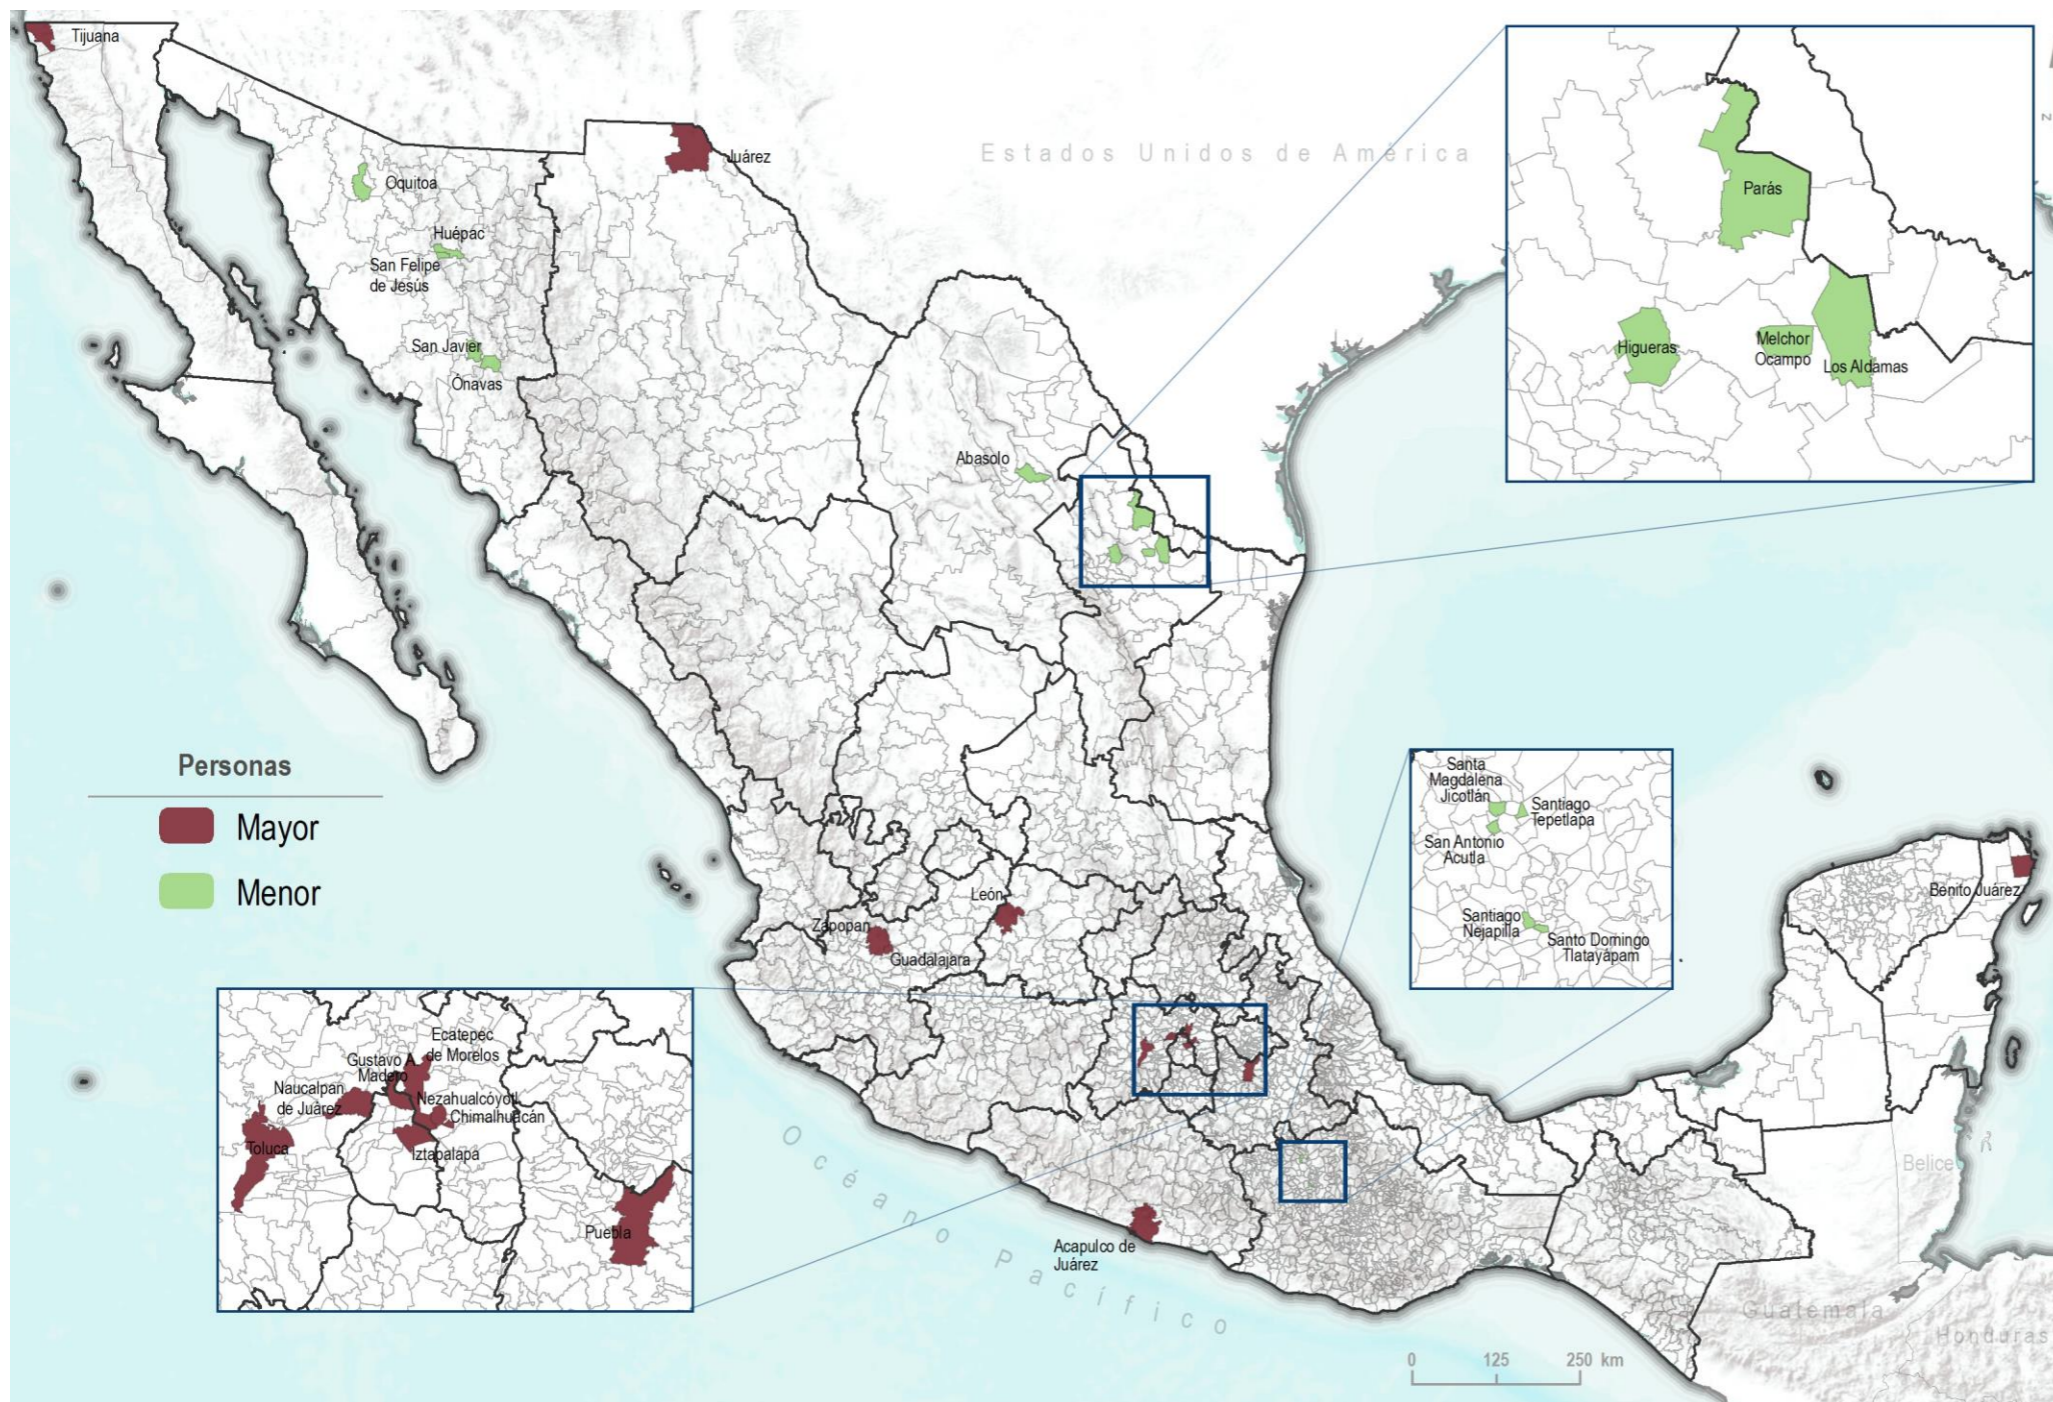 Tijuana
Juárez
Estados Unidos de América
Oquitoa
Huépac
San Felipe
de Jesús
San Javier
Ónavas
Abasolo
Parás
Higueras
Melchor
Ocampo
Los Aldamas
Personas
Mayor
Menor
Santa
Magdalena
Jicotlán
Santiago
Tepetlapa
San Antonio
Acutla
Santiago
Nejapilla
Santo Domingo
Tlatayápam
Benito Juárez
León
Zapopan
Guadalajara
Ecatepec
de Morelos
Gustavo A.
Madero
Naucalpan
de Juárez
Nezahualcóyotl
Chimalhuacán
Toluca
Iztapalapa
Puebla
Acapulco de
Juárez
Océano Pacífico
Belice
Guatemala
Honduras
0 125 250 km